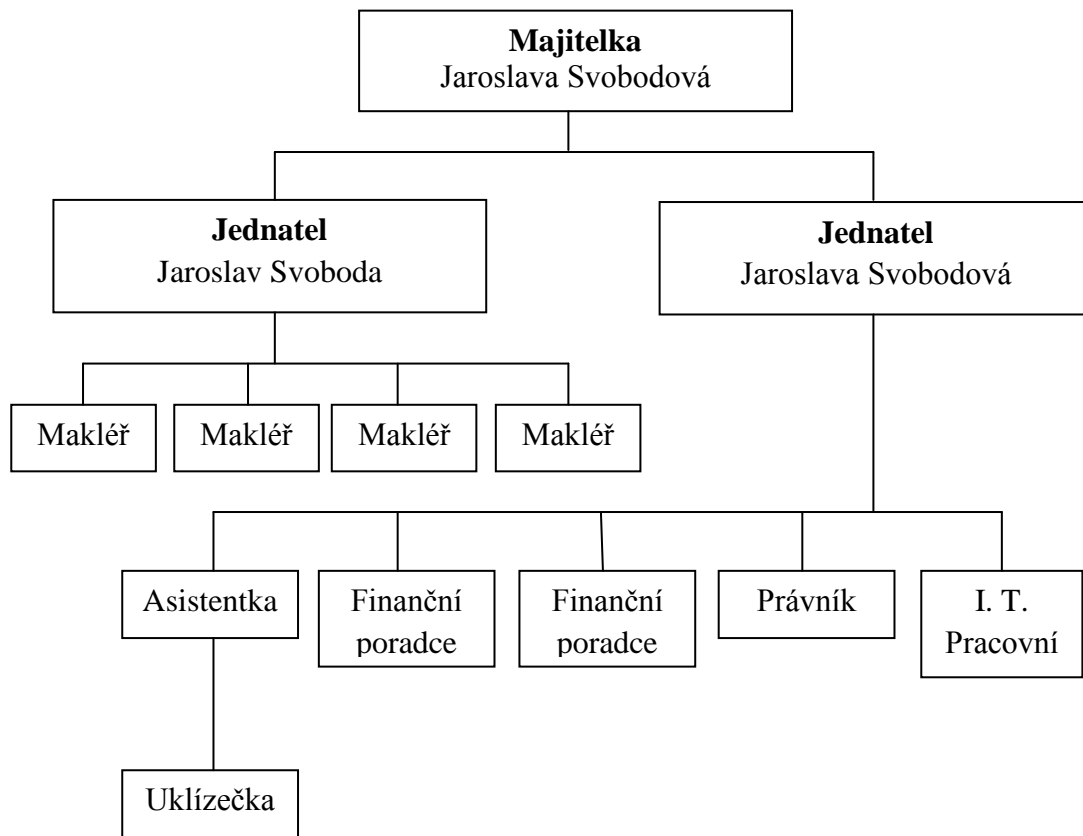 Majitelka
Jaroslava Svobodová
Jednatel
Jaroslav Svoboda
Jednatel
Jaroslava Svobodová
Makléř
Makléř
Makléř
Makléř
Asistentka
Finanční
poradce
Finanční
poradce
Právník
I. T.
Pracovní
Uklízečka